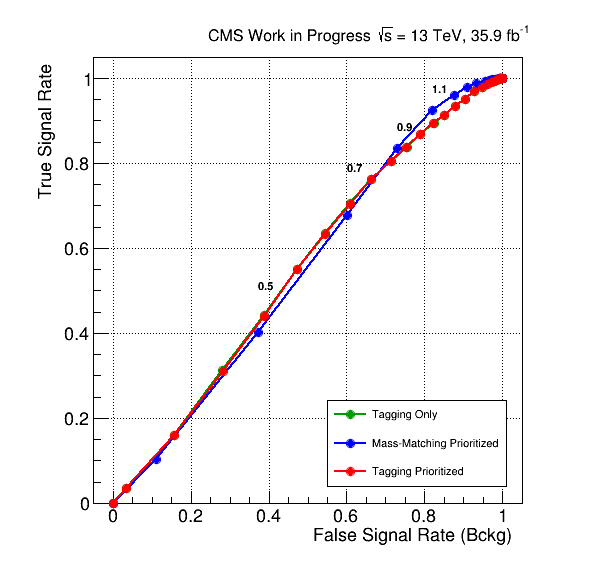 CMS Work in Progress √s = 13 TeV, 35.9 fb⁻¹
True Signal Rate
1
0.8
0.6
0.4
0.2
0
1.1
0.9
0.7
0.5
Tagging Only
Mass-Matching Prioritized
Tagging Prioritized
0 0.2 0.4 0.6 0.8 1
False Signal Rate (Bckg)